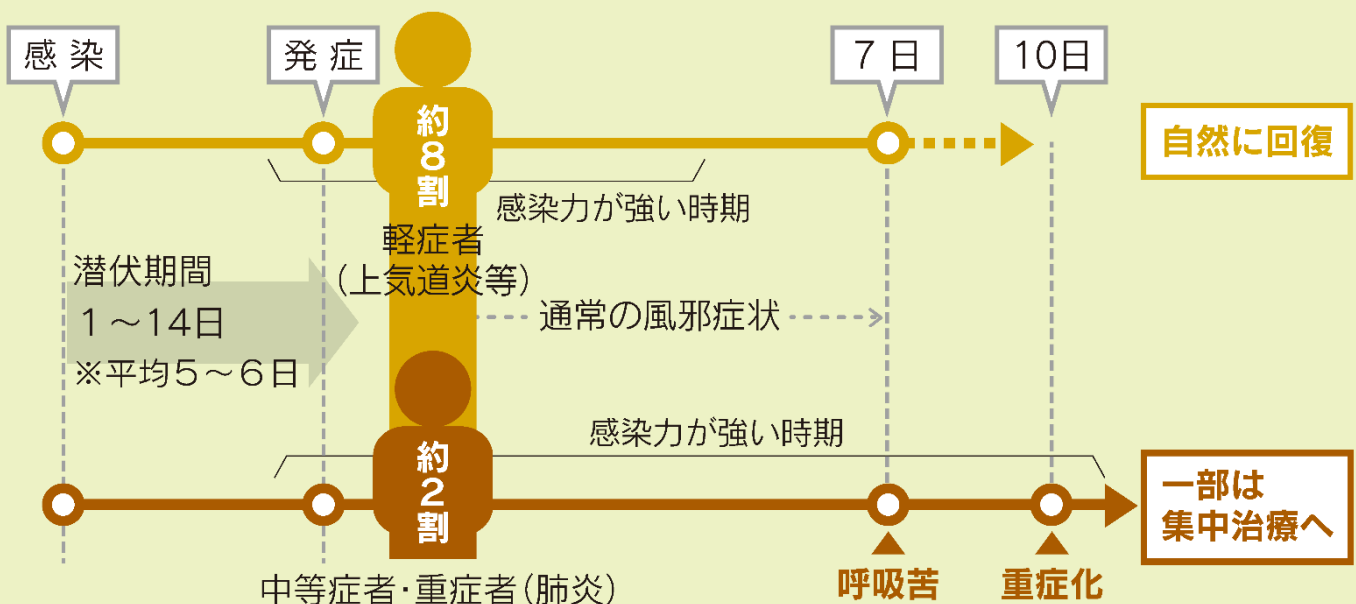 感染
発症
7日
10日
約8割
自然に回復
感染力が強い時期
軽症者
(上気道炎等)
潜伏期間
1~14日
※平均5~6日
通常の風邪症状
感染力が強い時期
約2割
一部は
集中治療へ
中等症者・重症者(肺炎)
呼吸苦
重症化